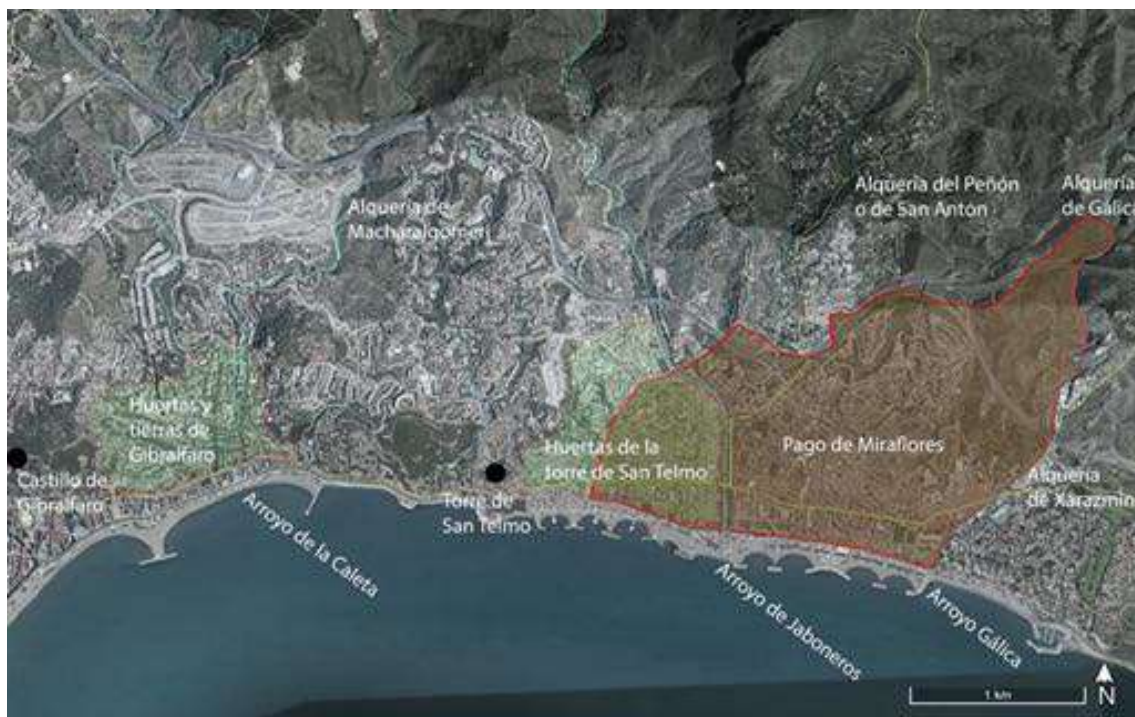 Alquería del Peñón
o de San Antón
Alquería
de Gálica
Alquería de
Macharalgomer
Huertas y
tierras de
Gibralfaro
Castillo de
Gibralfaro
Huertas de la
torre de San Telmo
Pago de Miraflores
Torre de
San Telmo
Alquería
de Xarazmín
Arroyo de la Caleta
Arroyo de Jaboneros
Arroyo Gálica
1 km
N